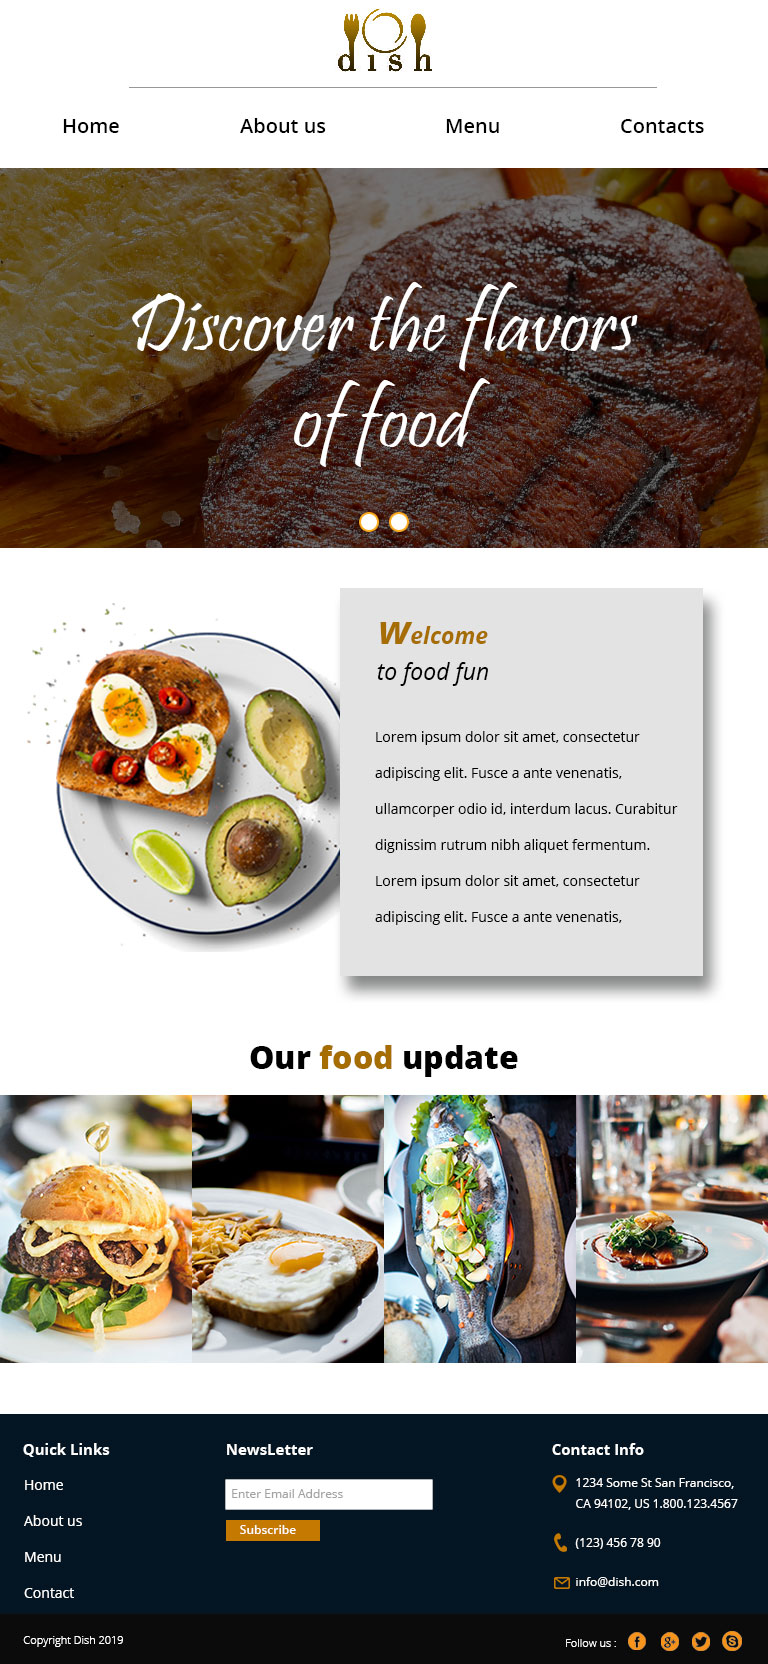 dish
Home About us Menu Contacts
Discover the flavors
of food
Welcome
to food fun
Lorem ipsum dolor sit amet, consectetur
adipiscing elit. Fusce a ante venenatis,
ullamcorper odio id, interdum lacus. Curabitur
dignissim rutrum nibh aliquet fermentum.
Lorem ipsum dolor sit amet, consectetur
adipiscing elit. Fusce a ante venenatis,
Our food update
Quick Links
Home
About us
Menu
Contact
NewsLetter
Enter Email Address
Subscribe
Contact Info
1234 Some St San Francisco,
CA 94102, US 1.800.123.4567
(123) 456 78 90
info@dish.com
Copyright Dish 2019
Follow us :